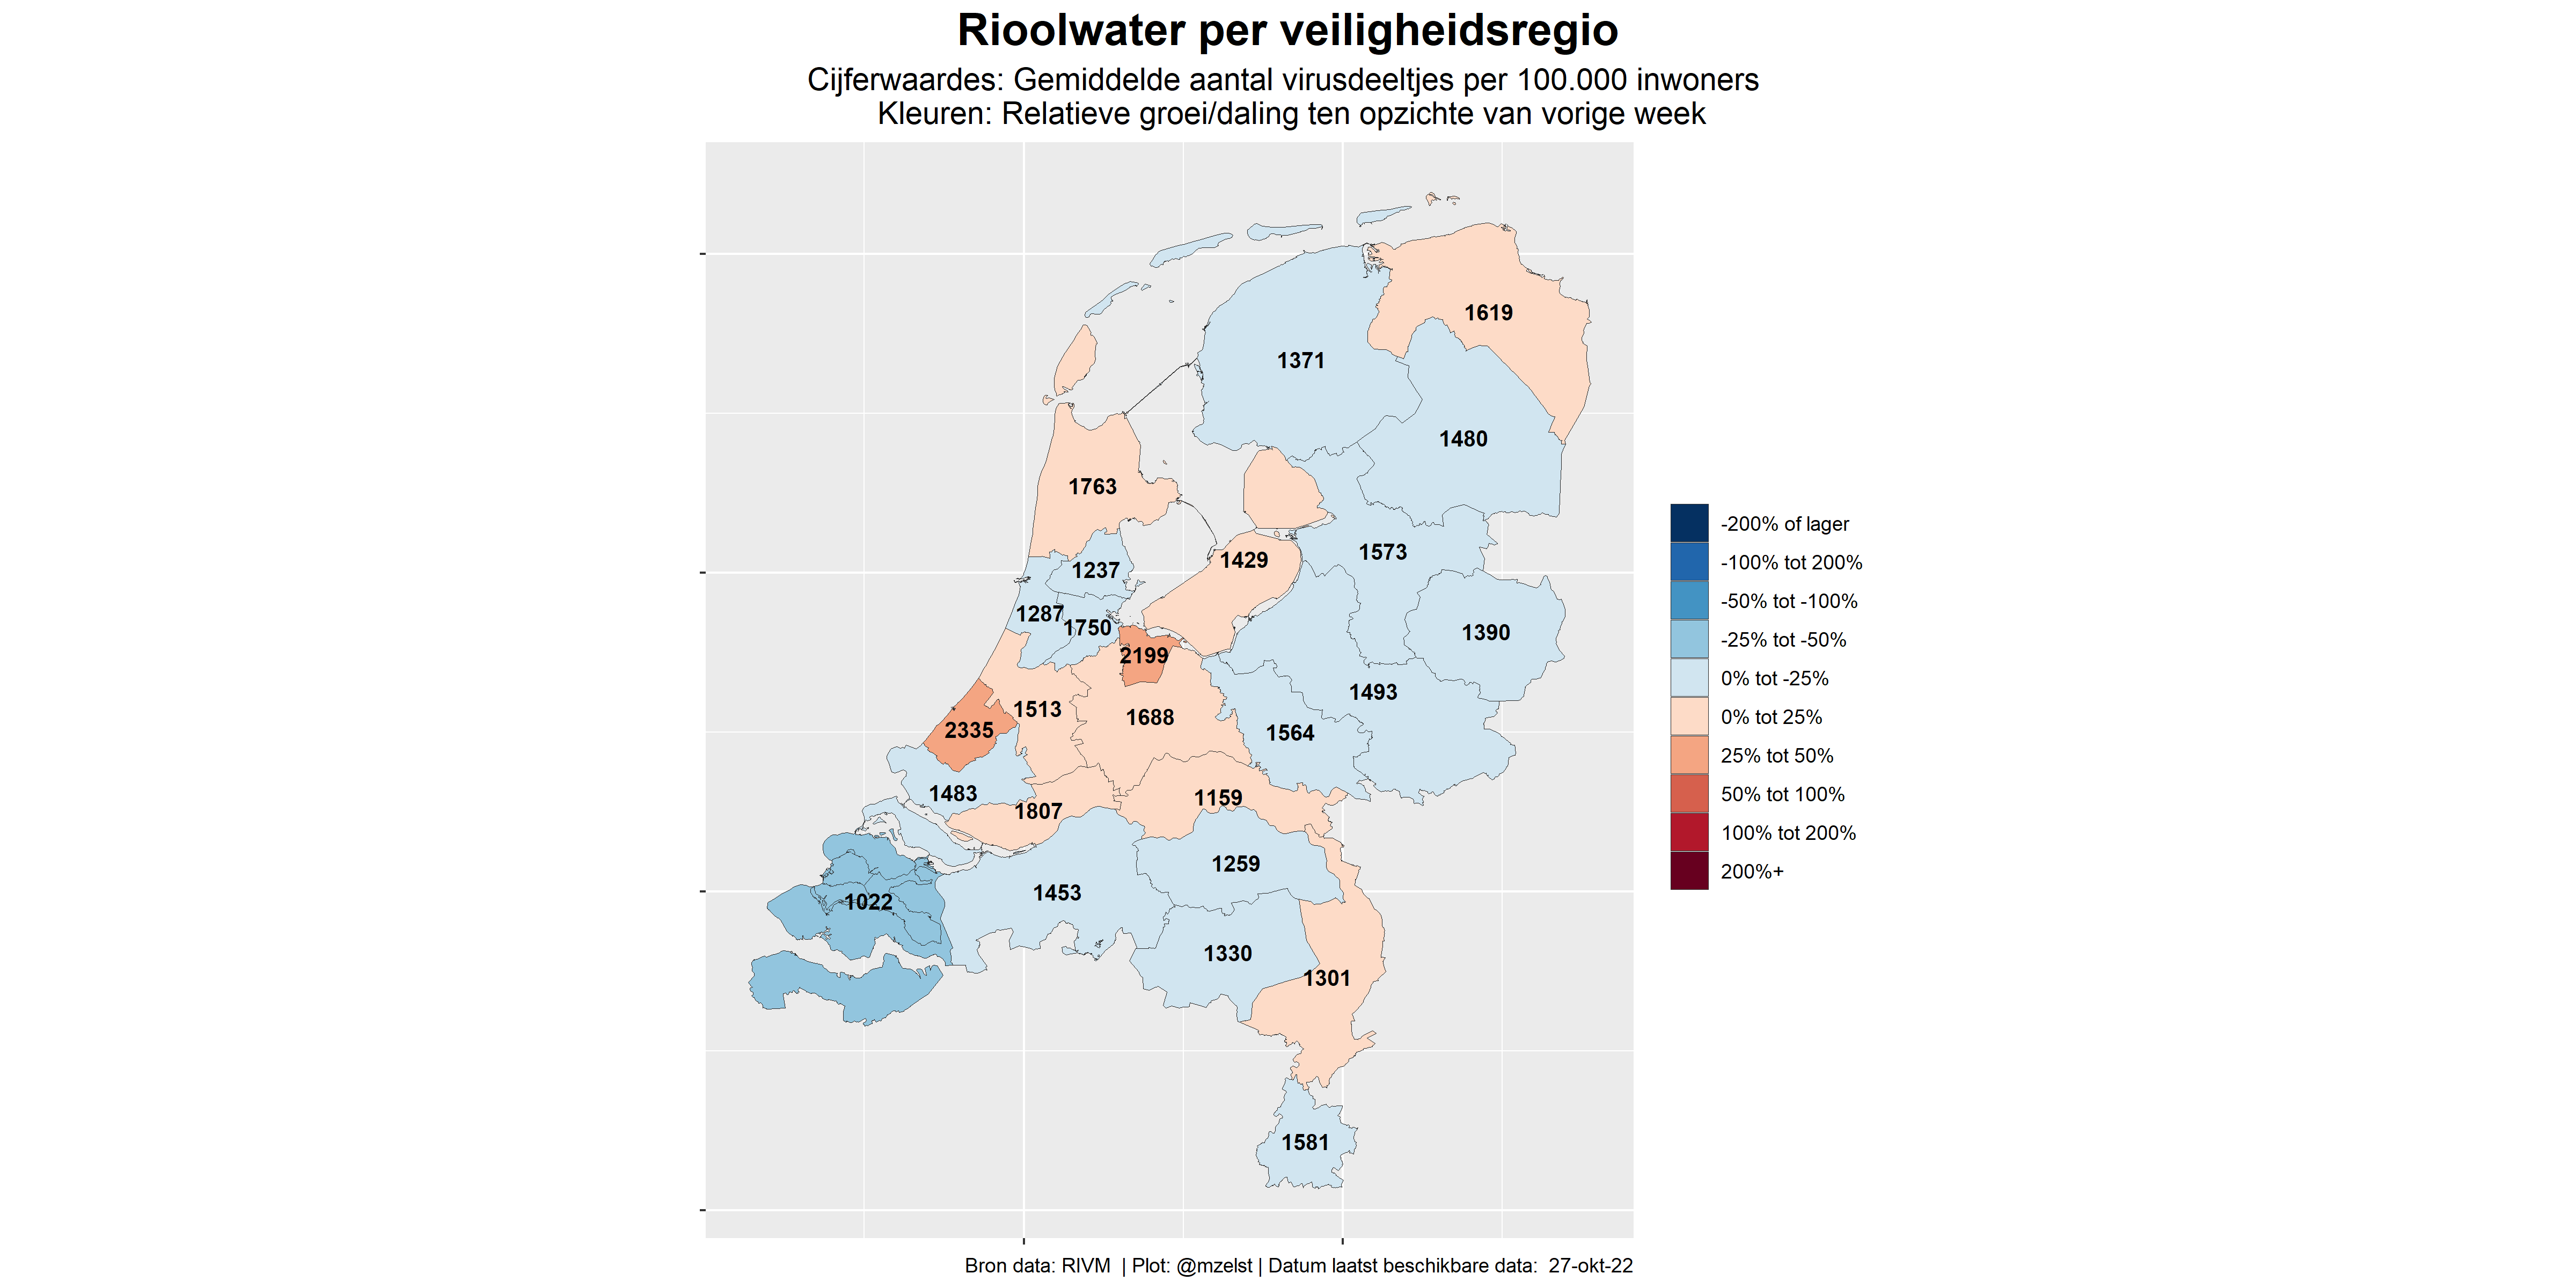 Rioolwater per veiligheidsregio
Cijferwaardes: Gemiddelde aantal virusdeeltjes per 100.000 inwoners
Kleuren: Relatieve groei/daling ten opzichte van vorige week
1619
1371
1480
1763
1573
1429
1237
1287
1750
1390
2199
1493
1513
1688
2335
1564
1483
1159
1807
1259
1453
1022
1330
1301
1581
-200% of lager
-100% tot 200%
-50% tot -100%
-25% tot -50%
0% tot -25%
0% tot 25%
25% tot 50%
50% tot 100%
100% tot 200%
200%+
Bron data: RIVM | Plot: @mzelst | Datum laatst beschikbare data: 27-okt-22